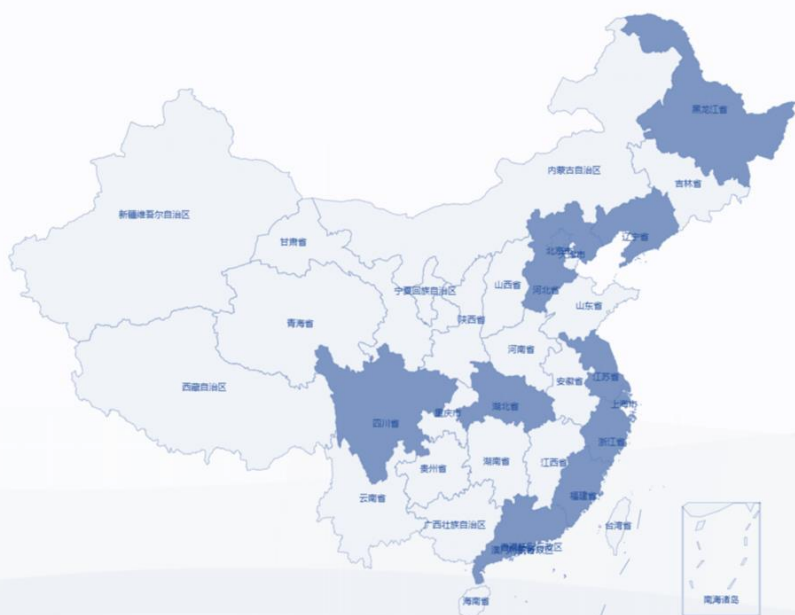 黑龙江省
内蒙古自治区
吉林省
新疆维吾尔自治区
辽宁省
甘肃省
北京市
河北省
山西省
宁夏回族自治区
山东省
陕西省
青海省
河南省
江苏省
安徽省
西藏自治区
上海市
湖北省
重庆市
四川省
浙江省
江西省
湖南省
贵州省
福建省
云南省
广西壮族自治区
台湾省
海南省
南海诸岛